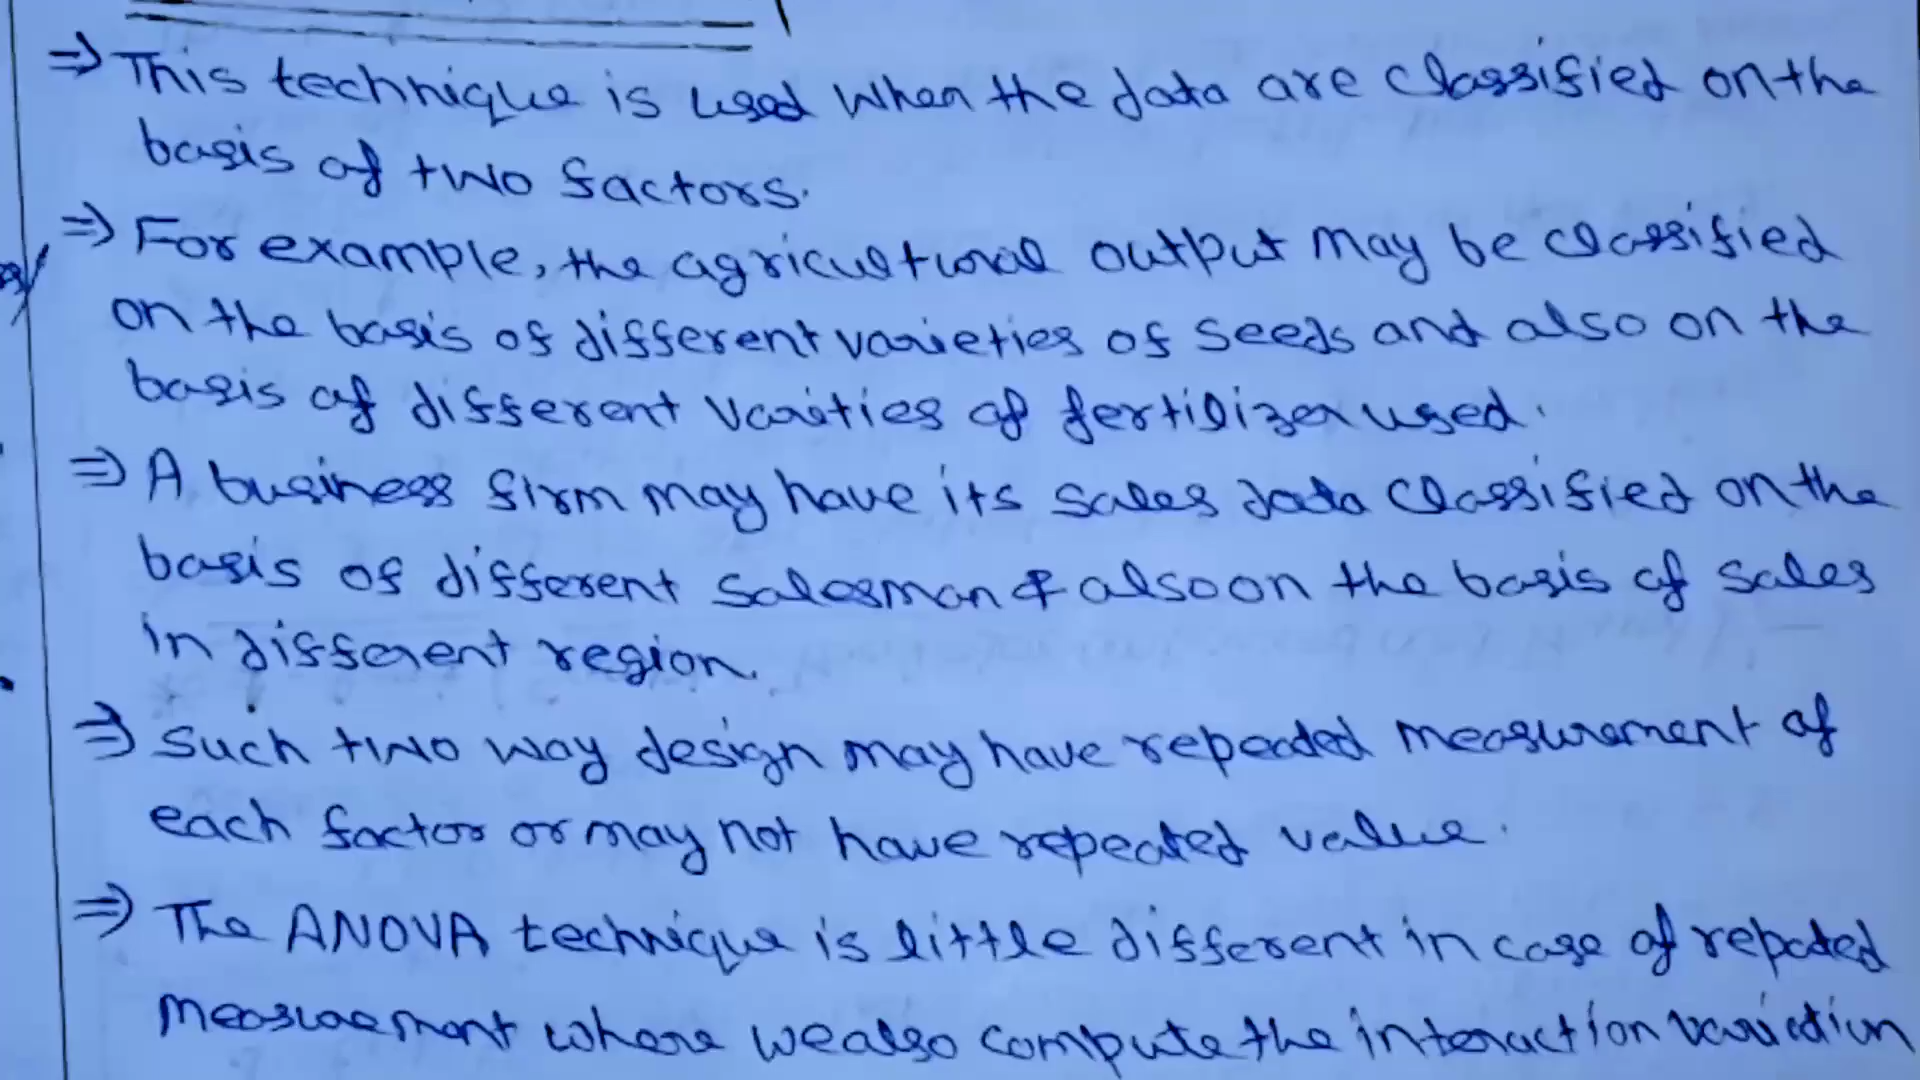 ⇒ This technique is used when the data are classified on the
basis of two factors.
⇒ For example, the agricultural output may be classified
on the basis of different varieties of seeds and also on the
basis of different varities of fertilizer used.
⇒ A business firm may have its sales data classified on the
basis of different salesman & also on the basis of sales
in different region.
⇒ Such two way design may have repeated measurement of
each factor or may not have repeated value.
⇒ The ANOVA technique is little different in case of repated
measurement where we also compute the interaction variation